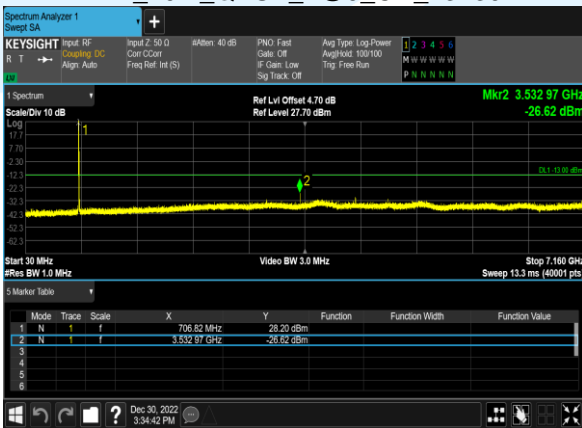 Spectrum Analyzer 1
Swept SA
KEYSIGHT Input: RF Input Z: 50 Ω #Atten: 40 dB PNO: Fast Avg Type: Log-Power 1 2 3 4 5 6
R T Coupling: DC Corr CCorr Gate: Off Avg|Hold: 100/100 M W W W W W
Align: Auto Freq Ref: Int (S) IF Gain: Low Trig: Free Run
Sig Track: Off P N N N N N
LW
1 Spectrum Ref Lvl Offset 4.70 dB Mkr2 3.532 97 GHz
Scale/Div 10 dB Ref Level 27.70 dBm -26.62 dBm
Log
17.7 1
7.70
-2.30
-12.3 DL1 -13.00 dBm
-22.3 2
-32.3
-42.3
-52.3
-62.3
Start 30 MHz Video BW 3.0 MHz Stop 7.160 GHz
#Res BW 1.0 MHz Sweep 13.3 ms (40001 pts
5 Marker Table
Mode Trace Scale X Y Function Function Width Function Value
1 N 1 f 706.82 MHz 28.20 dBm
2 N 1 f 3.532 97 GHz -26.62 dBm
3
4
5
6
? Dec 30, 2022
3:34:42 PM